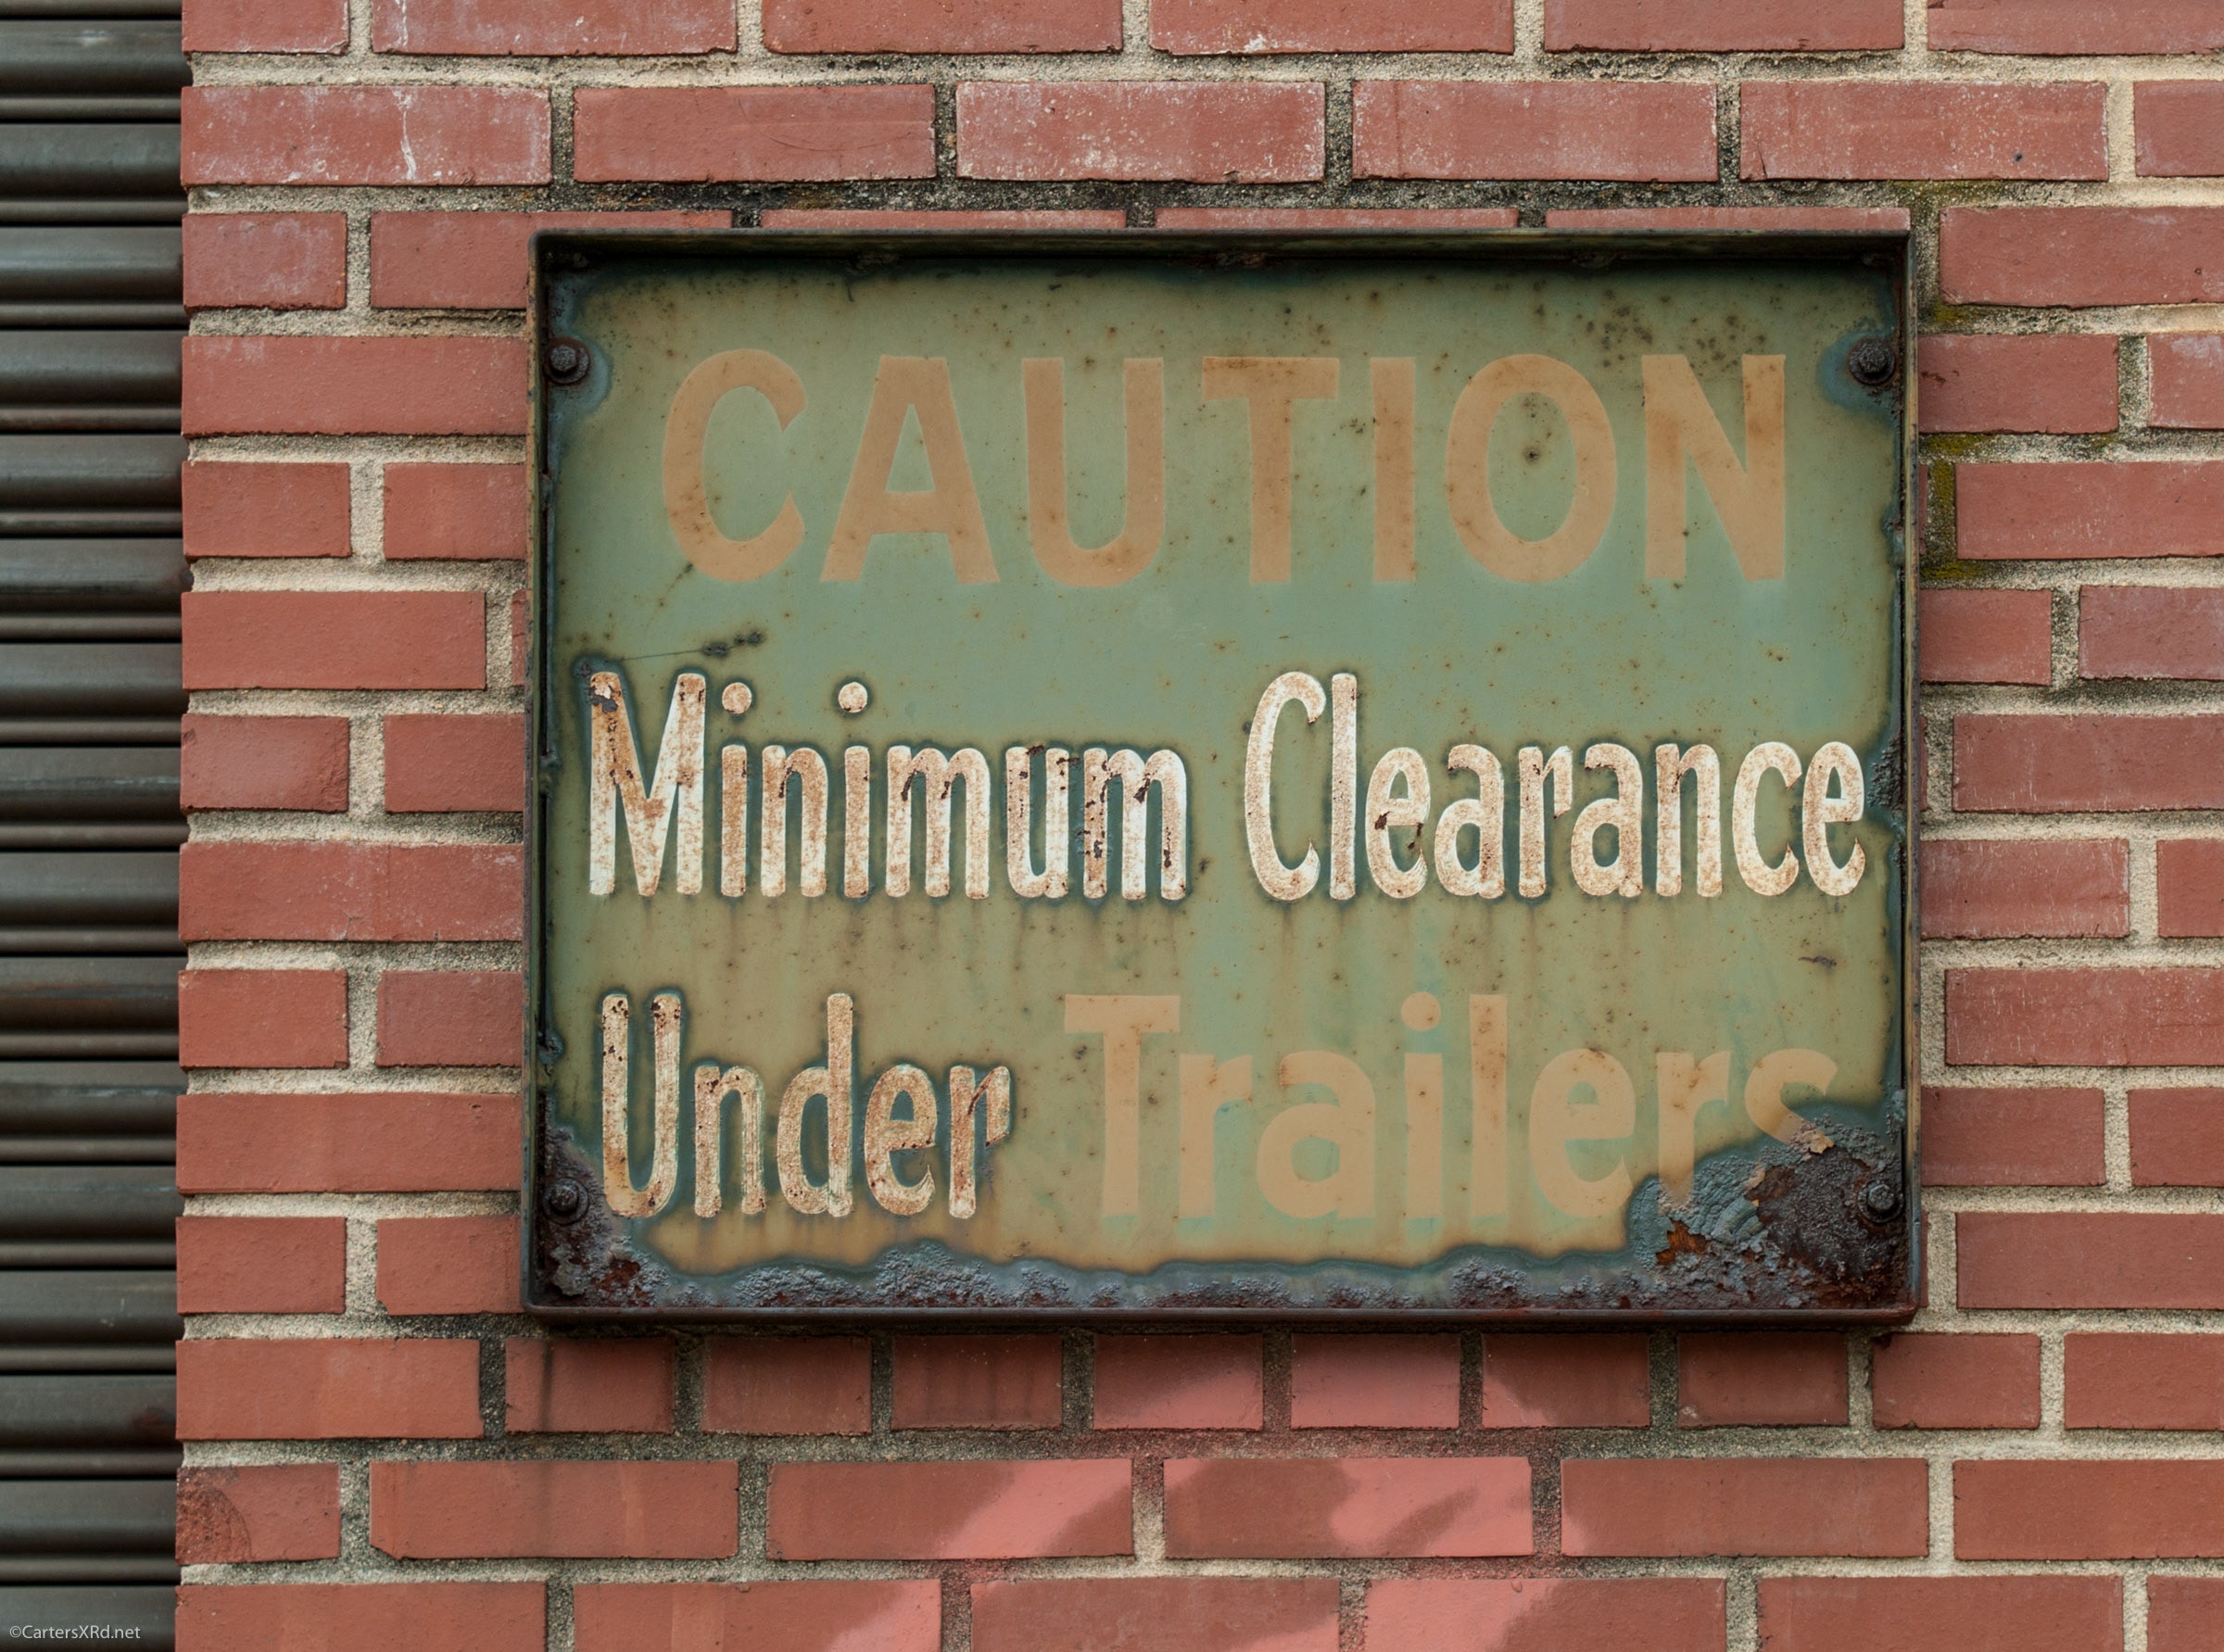 CAUTION
Minimum Clearance
Under Trailers
©CartersXRd.net